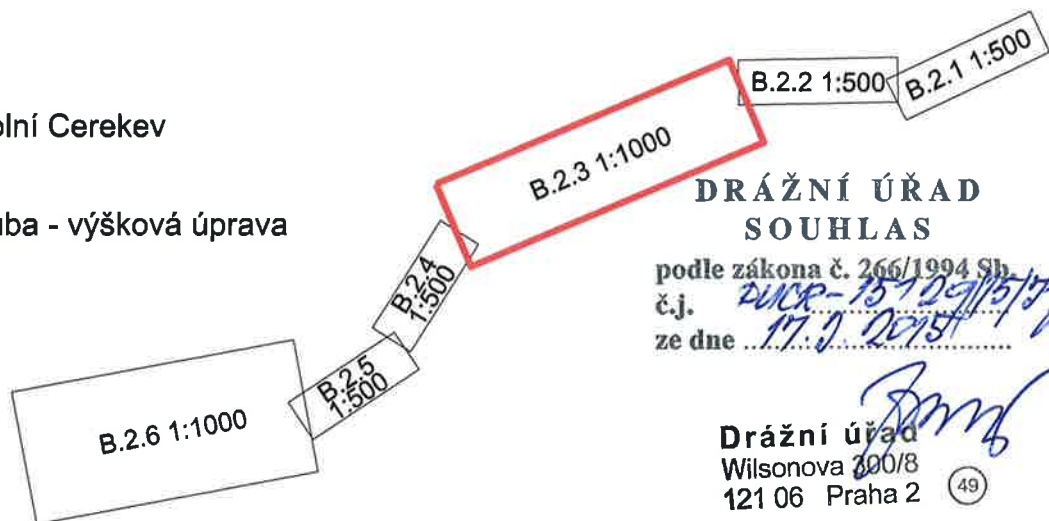 B.2.1 1:500
B.2.2 1:500
olní Cerekev
B.2.3 1:1000
DRÁŽNÍ ÚŘAD
SOUHLAS
uba - výšková úprava
podle zákona č. 266/1994 Sb.
č.j.
B.2.4
1:500
ze dne 2015
B.2.5
1:500
B.2.6 1:1000
Drážní úřad
Wilsonova 300/8
121 06 Praha 2
49